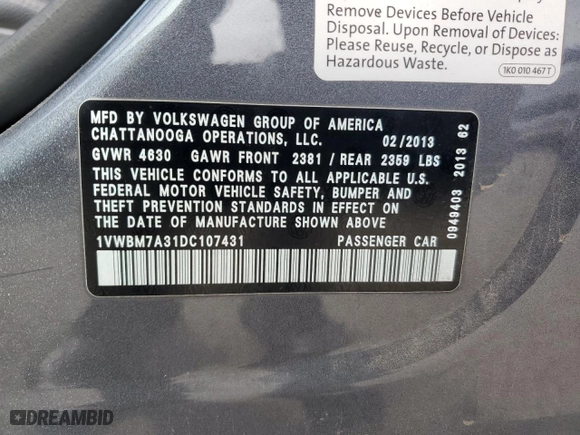 Remove Devices Before Vehicle
Disposal. Upon Removal of Devices:
Please Reuse, Recycle, or Dispose as
Hazardous Waste.
1K0 010 467 T
MFD BY VOLKSWAGEN GROUP OF AMERICA
CHATTANOOGA OPERATIONS, LLC. 02/2013
GVWR 4630 GAWR FRONT 2381 / REAR 2359 LBS
THIS VEHICLE CONFORMS TO ALL APPLICABLE U.S.
FEDERAL MOTOR VEHICLE SAFETY, BUMPER AND
THEFT PREVENTION STANDARDS IN EFFECT ON
THE DATE OF MANUFACTURE SHOWN ABOVE
1VWBM7A31DC107431 PASSENGER CAR
0949403 2013 62
DREAMBID